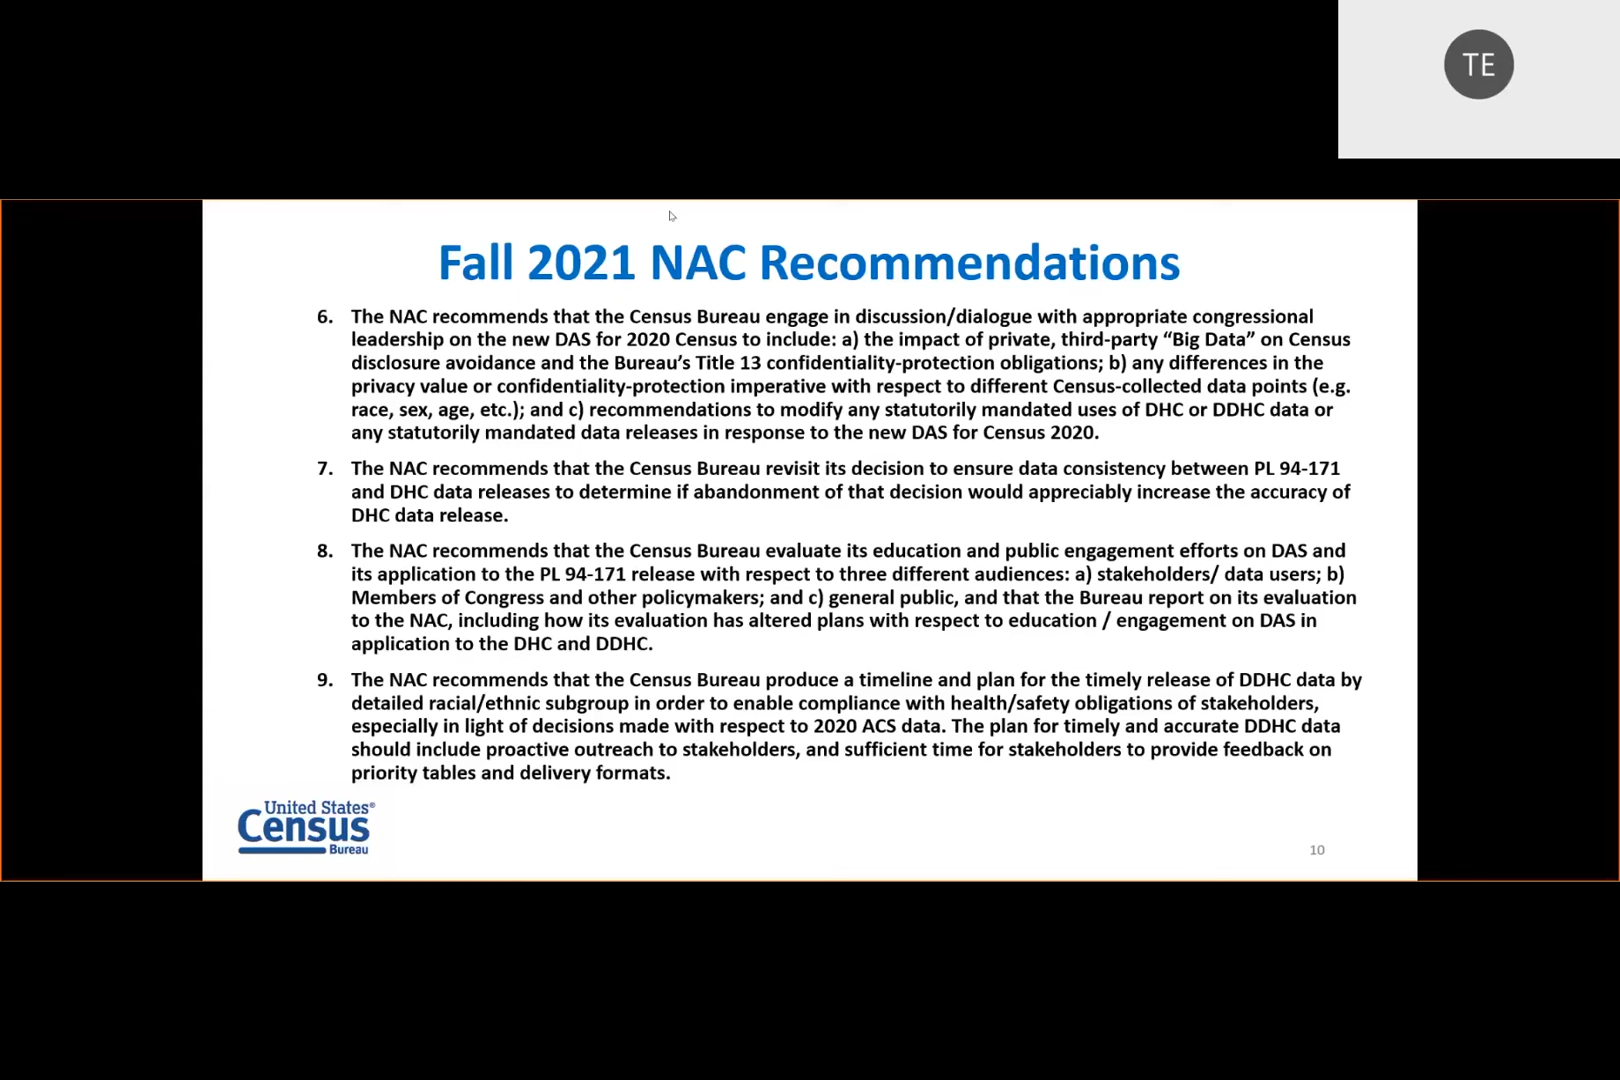 TE
Fall 2021 NAC Recommendations
6. The NAC recommends that the Census Bureau engage in discussion/dialogue with appropriate congressional
leadership on the new DAS for 2020 Census to include: a) the impact of private, third-party “Big Data” on Census
disclosure avoidance and the Bureau’s Title 13 confidentiality-protection obligations; b) any differences in the
privacy value or confidentiality-protection imperative with respect to different Census-collected data points (e.g.
race, sex, age, etc.); and c) recommendations to modify any statutorily mandated uses of DHC or DDHC data or
any statutorily mandated data releases in response to the new DAS for Census 2020.
7. The NAC recommends that the Census Bureau revisit its decision to ensure data consistency between PL 94-171
and DHC data releases to determine if abandonment of that decision would appreciably increase the accuracy of
DHC data release.
8. The NAC recommends that the Census Bureau evaluate its education and public engagement efforts on DAS and
its application to the PL 94-171 release with respect to three different audiences: a) stakeholders/ data users; b)
Members of Congress and other policymakers; and c) general public, and that the Bureau report on its evaluation
to the NAC, including how its evaluation has altered plans with respect to education / engagement on DAS in
application to the DHC and DDHC.
9. The NAC recommends that the Census Bureau produce a timeline and plan for the timely release of DDHC data by
detailed racial/ethnic subgroup in order to enable compliance with health/safety obligations of stakeholders,
especially in light of decisions made with respect to 2020 ACS data. The plan for timely and accurate DDHC data
should include proactive outreach to stakeholders, and sufficient time for stakeholders to provide feedback on
priority tables and delivery formats.
United States®
Census
Bureau
10